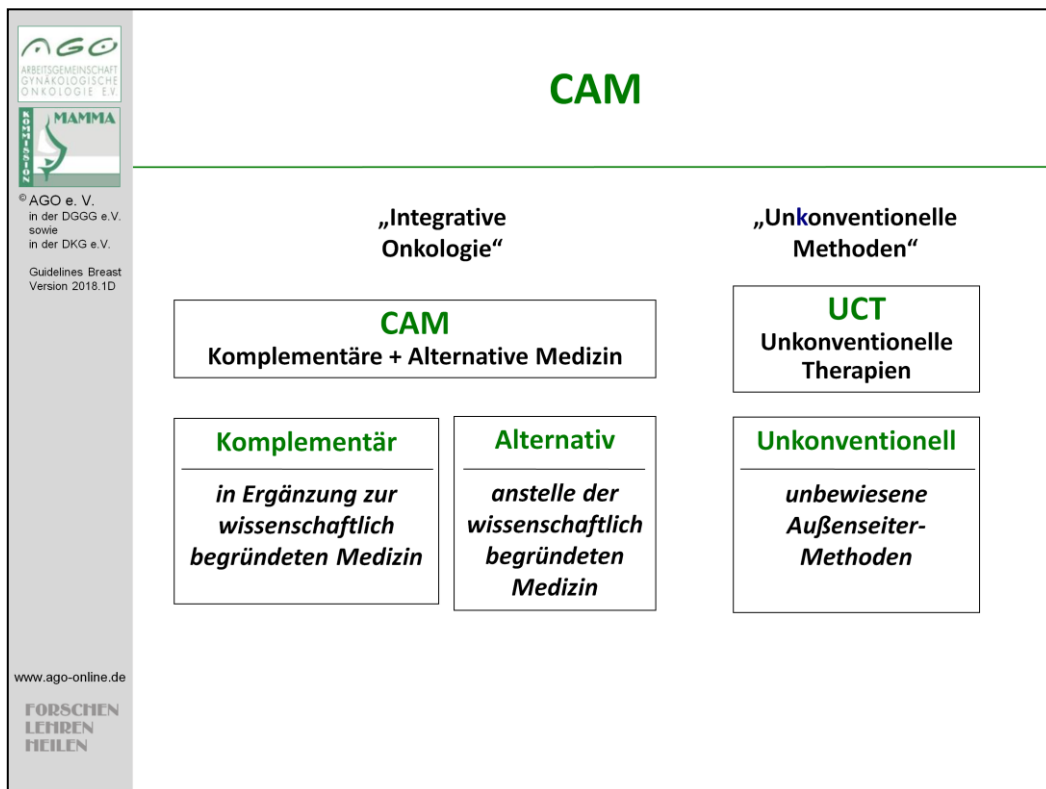 AGO
ARBEITSGEMEINSCHAFT
GYNÄKOLOGISCHE
ONKOLOGIE E.V.
KOMMISSION
MAMMA
© AGO e. V.
in der DGGG e.V.
sowie
in der DKG e.V.
Guidelines Breast
Version 2018.1D
www.ago-online.de
FORSCHEN
LEHREN
HEILEN
CAM
„Integrative
Onkologie“
CAM
Komplementäre + Alternative Medizin
Komplementär
in Ergänzung zur
wissenschaftlich
begründeten Medizin
Alternativ
anstelle der
wissenschaftlich
begründeten
Medizin
„Unkonventionelle
Methoden“
UCT
Unkonventionelle
Therapien
Unkonventionell
unbewiesene
Außenseiter-
Methoden